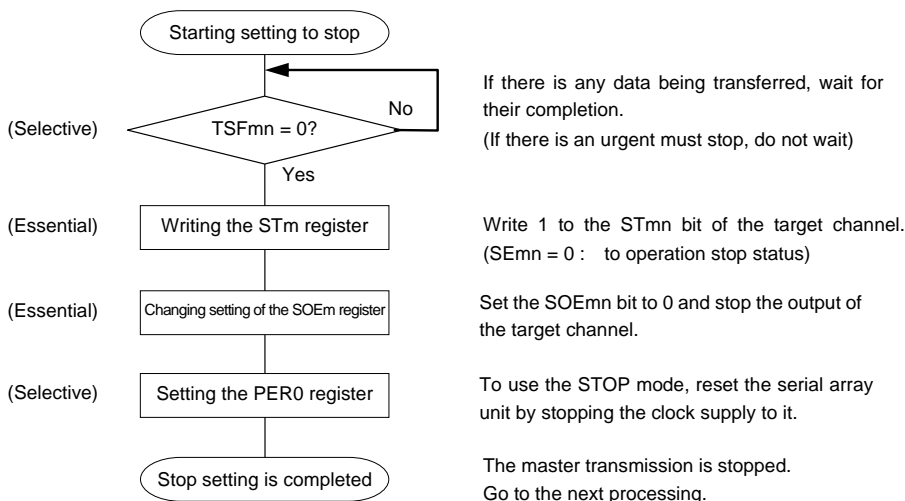 Starting setting to stop
If there is any data being transferred, wait for
their completion.
(If there is an urgent must stop, do not wait)
No
(Selective)
TSFmn = 0?
Yes
(Essential)
Writing the STm register
Write 1 to the STmn bit of the target channel.
(SEmn = 0 : to operation stop status)
(Essential)
Changing setting of the SOEm register
Set the SOEmn bit to 0 and stop the output of
the target channel.
(Selective)
Setting the PER0 register
To use the STOP mode, reset the serial array
unit by stopping the clock supply to it.
Stop setting is completed
The master transmission is stopped.
Go to the next processing.